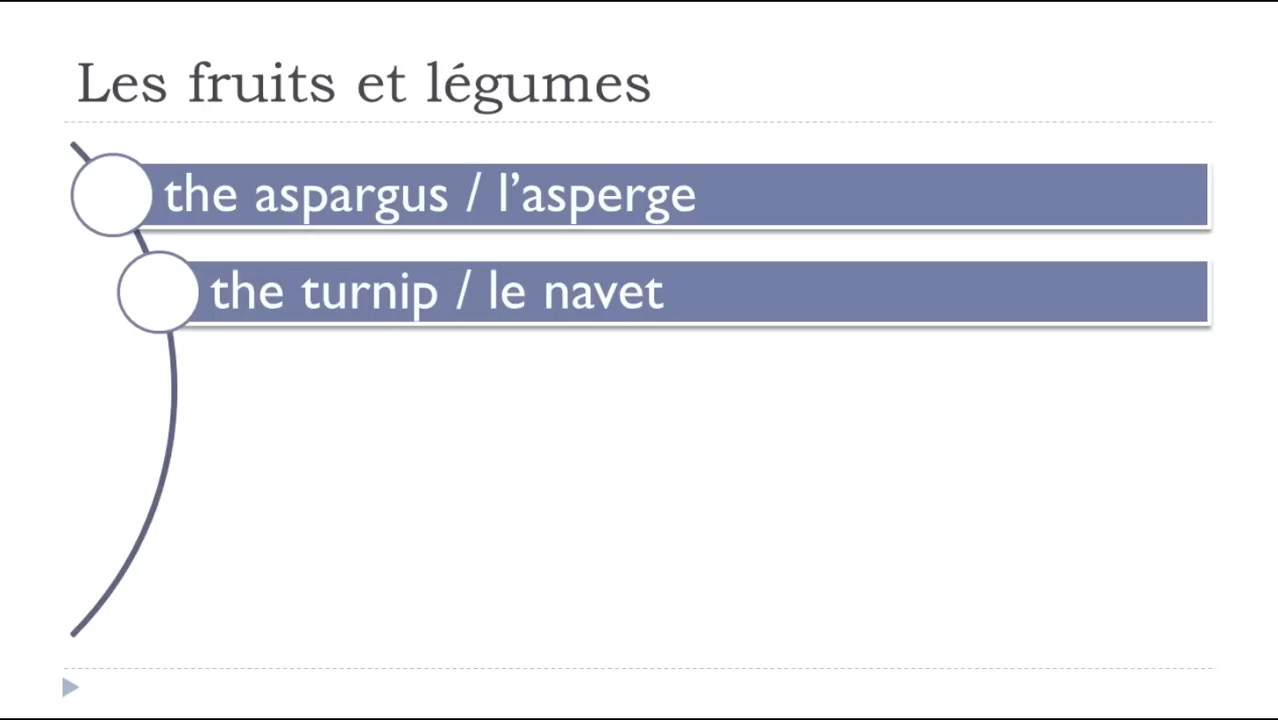 Les fruits et légumes
the aspargus / l’asperge
the turnip / le navet